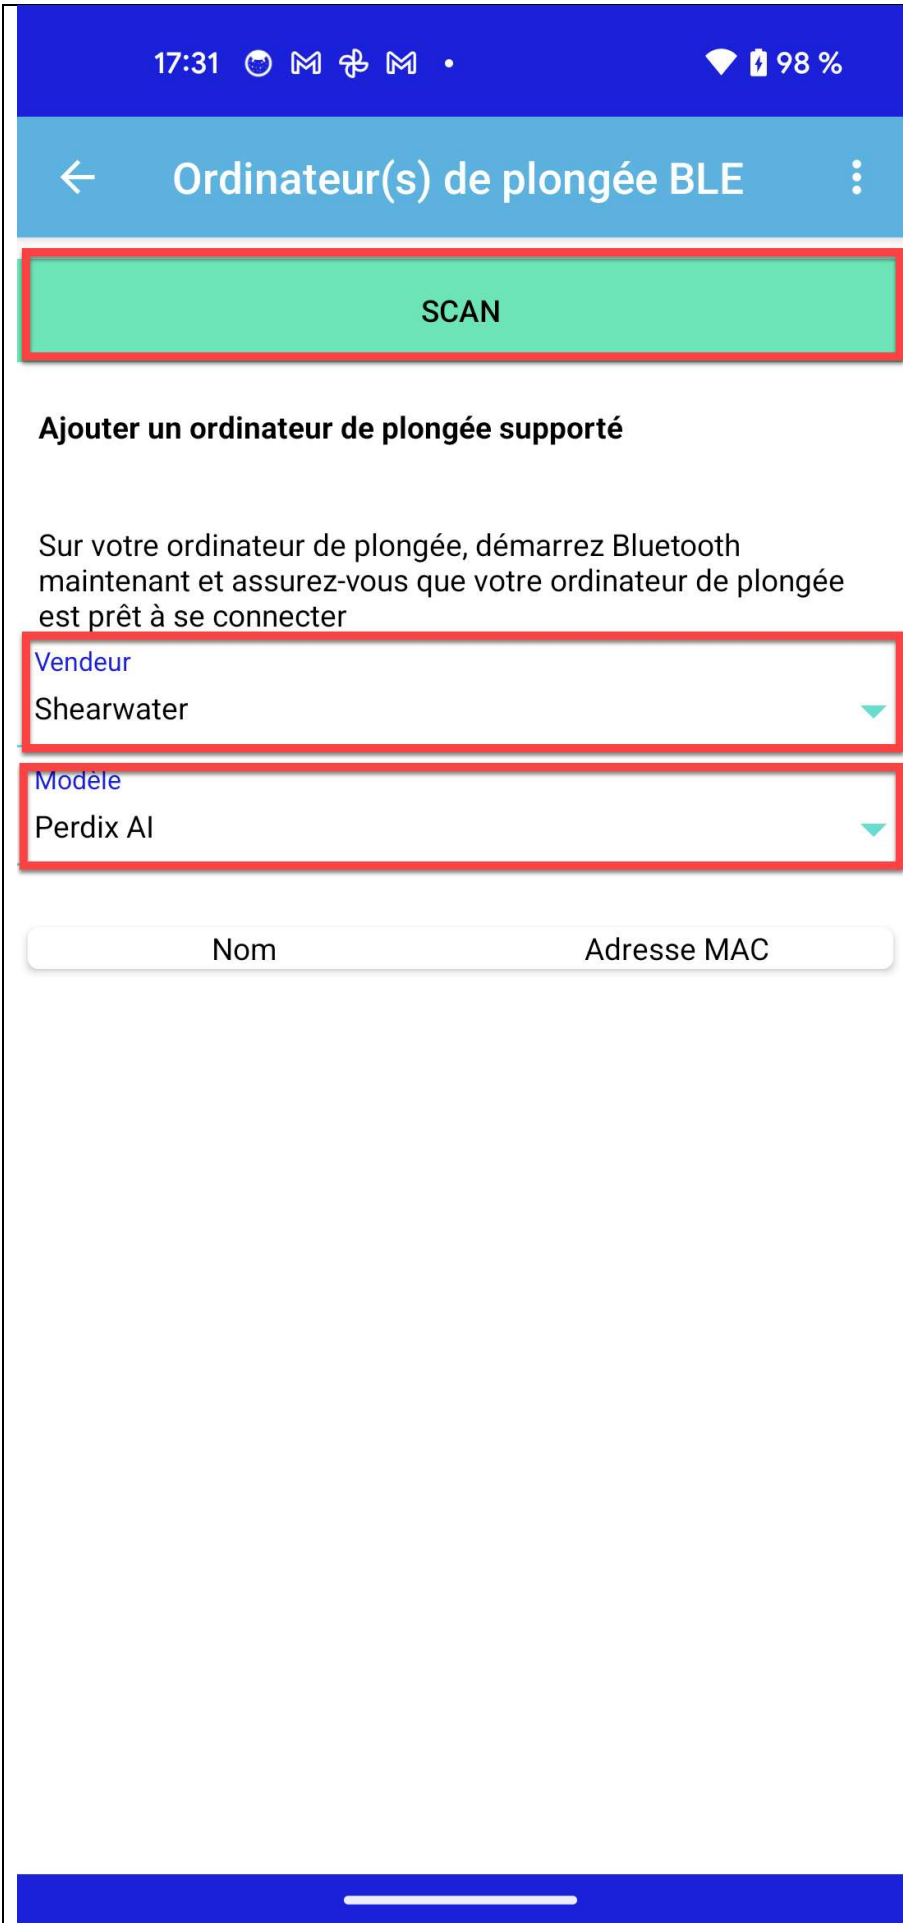 17:31
98 %
Ordinateur(s) de plongée BLE
SCAN
Ajouter un ordinateur de plongée supporté
Sur votre ordinateur de plongée, démarrez Bluetooth
maintenant et assurez-vous que votre ordinateur de plongée
est prêt à se connecter
Vendeur
Shearwater
Modèle
Perdix AI
Nom
Adresse MAC